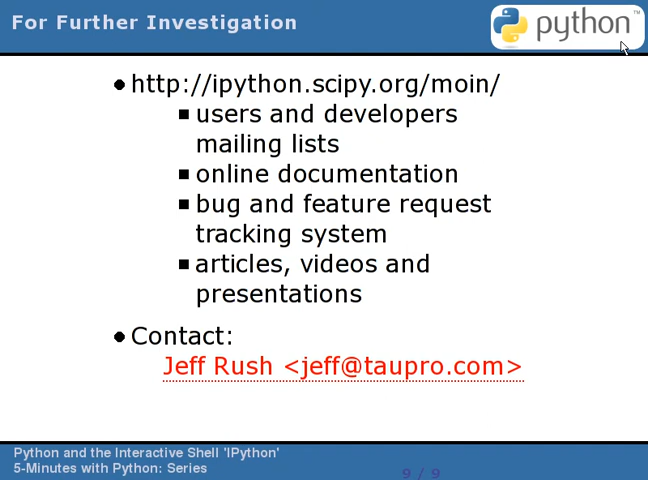 For Further Investigation
python™
http://ipython.scipy.org/moin/
users and developers
mailing lists
online documentation
bug and feature request
tracking system
articles, videos and
presentations
Contact:
Jeff Rush <jeff@taupro.com>
Python and the Interactive Shell 'IPython'
5-Minutes with Python: Series
9 / 9